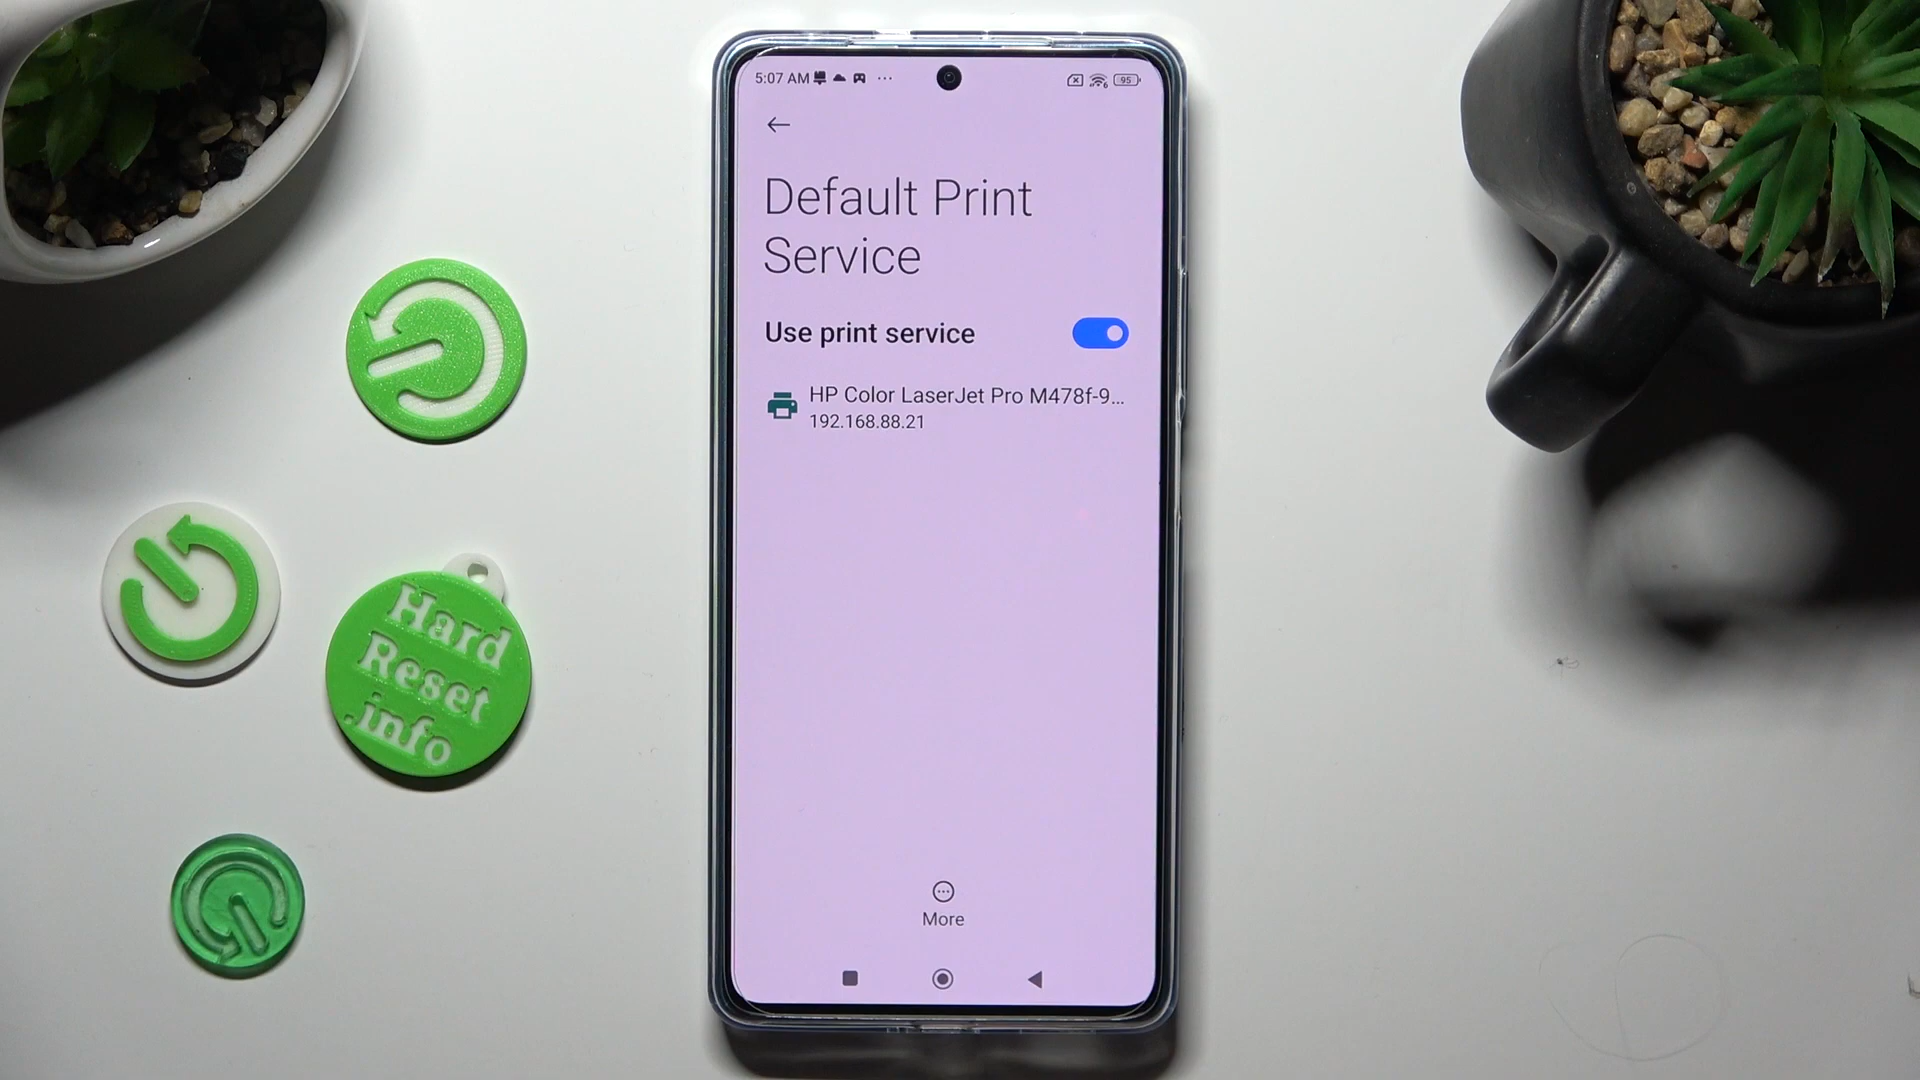 5:07 AM
95
Default Print
Service
Use print service
HP Color LaserJet Pro M478f-9...
192.168.88.21
More
Hard
Reset
.info